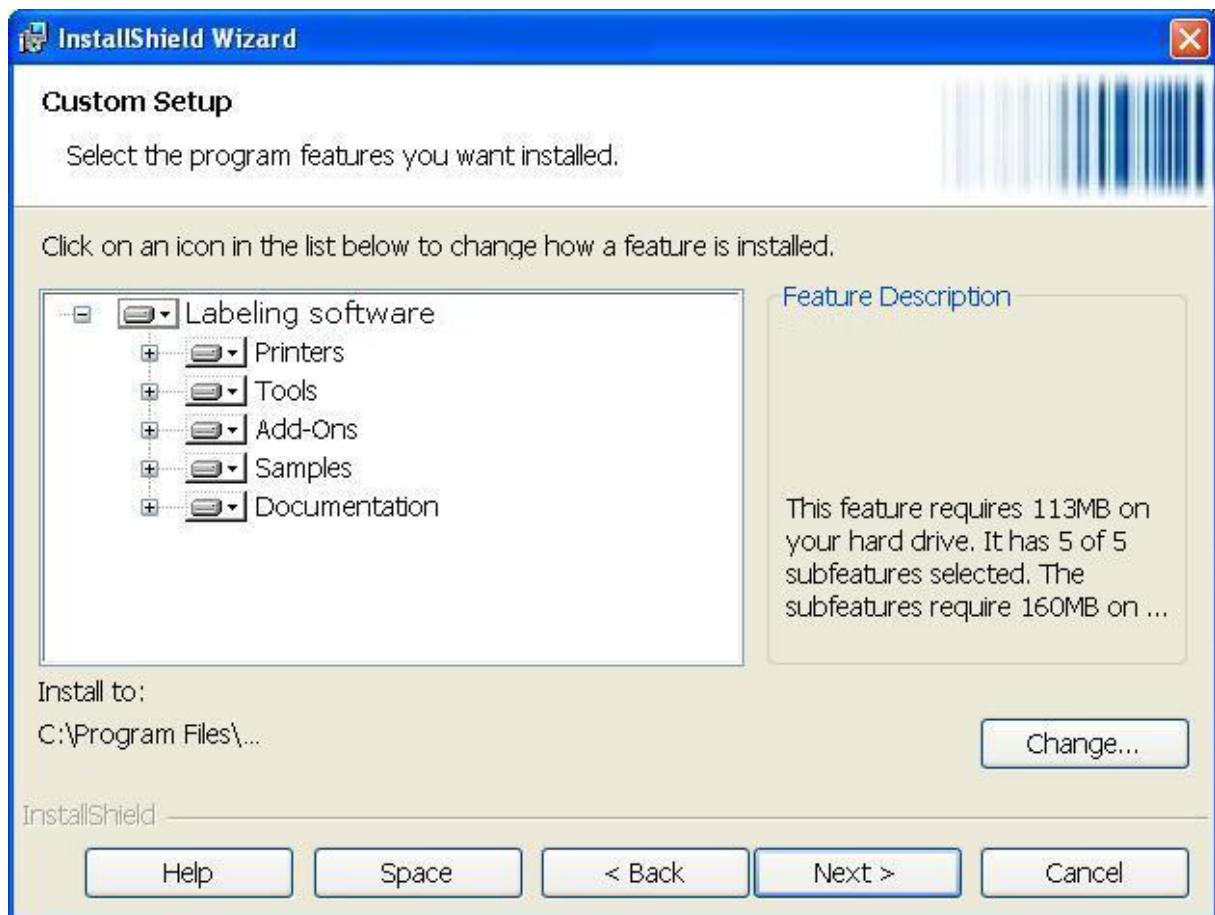 InstallShield Wizard
Custom Setup
Select the program features you want installed.
Click on an icon in the list below to change how a feature is installed.
Labeling software
Printers
Tools
Add-Ons
Samples
Documentation
Feature Description
This feature requires 113MB on
your hard drive. It has 5 of 5
subfeatures selected. The
subfeatures require 160MB on ...
Install to:
C:\Program Files\...
Change...
InstallShield
Help
Space
< Back
Next >
Cancel